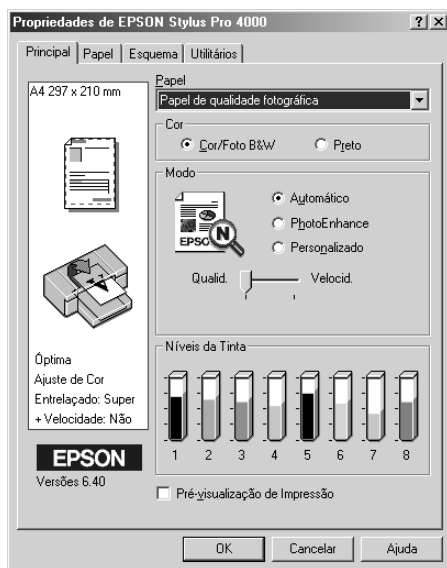 Propriedades de EPSON Stylus Pro 4000
Principal Papel Esquema Utilitários
A4 297 x 210 mm
Papel
Papel de qualidade fotográfica
Cor
Cor/Foto B&W Preto
Modo
EPSO N
Automático
PhotoEnhance
Personalizado
Qualid. Velocid.
Óptima
Ajuste de Cor
Entrelaçado: Super
+ Velocidade: Não
Níveis da Tinta
1 2 3 4 5 6 7 8
EPSON
Versões 6.40
Pré-visualização de Impressão
OK Cancelar Ajuda